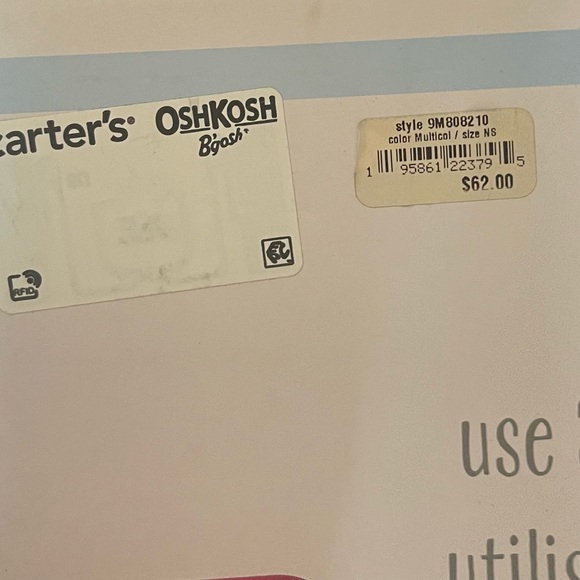 carter's® OSHKOSH
B'gosh®
RFID
style 9M808210
color Multicol / size NS
1 95861 22379 5
$62.00
use
utilis